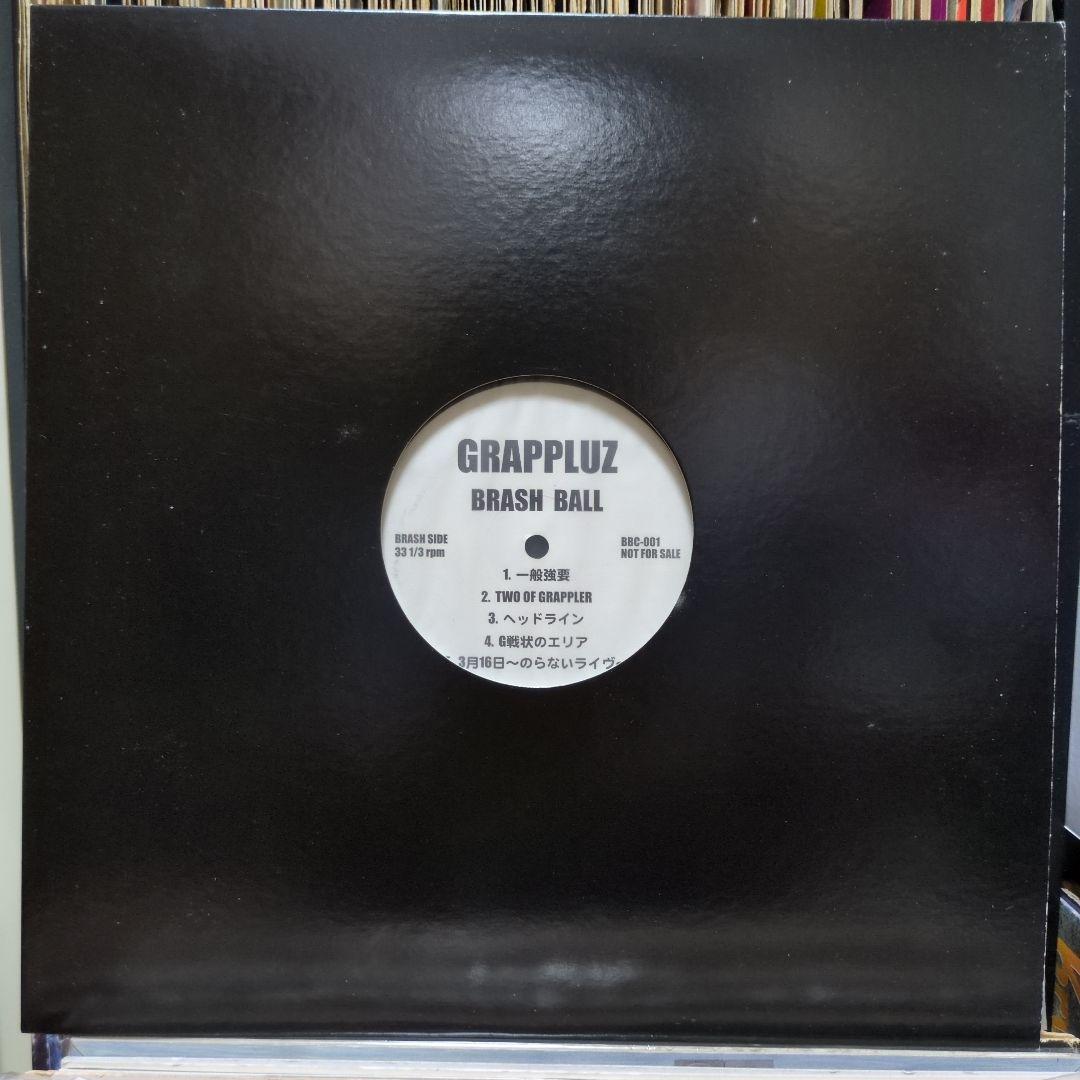 GRAPPLUZ
BRASH BALL
BRASH SIDE
33 1/3 rpm
BBC-001
NOT FOR SALE
1. 一般強要
2. TWO OF GRAPPLER
3. ヘッドライン
4. G戦状のエリア
3月16日〜のらないライヴ